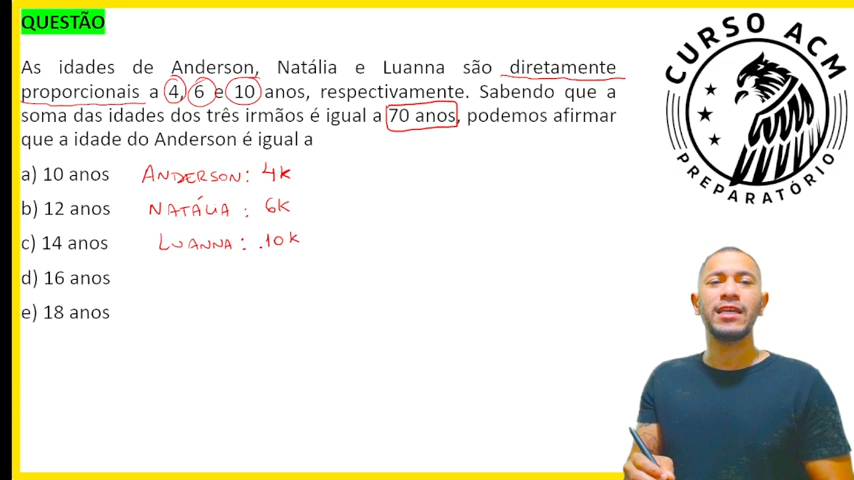 QUESTÃO
As idades de Anderson, Natália e Luanna são diretamente
proporcionais a 4, 6 e 10 anos, respectivamente. Sabendo que a
soma das idades dos três irmãos é igual a 70 anos, podemos afirmar
que a idade do Anderson é igual a
a) 10 anos
ANDERSON: 4K
b) 12 anos
NATÁLIA: 6K
c) 14 anos
LUANNA: .10K
d) 16 anos
e) 18 anos
CURSO ACM
PREPARATÓRIO